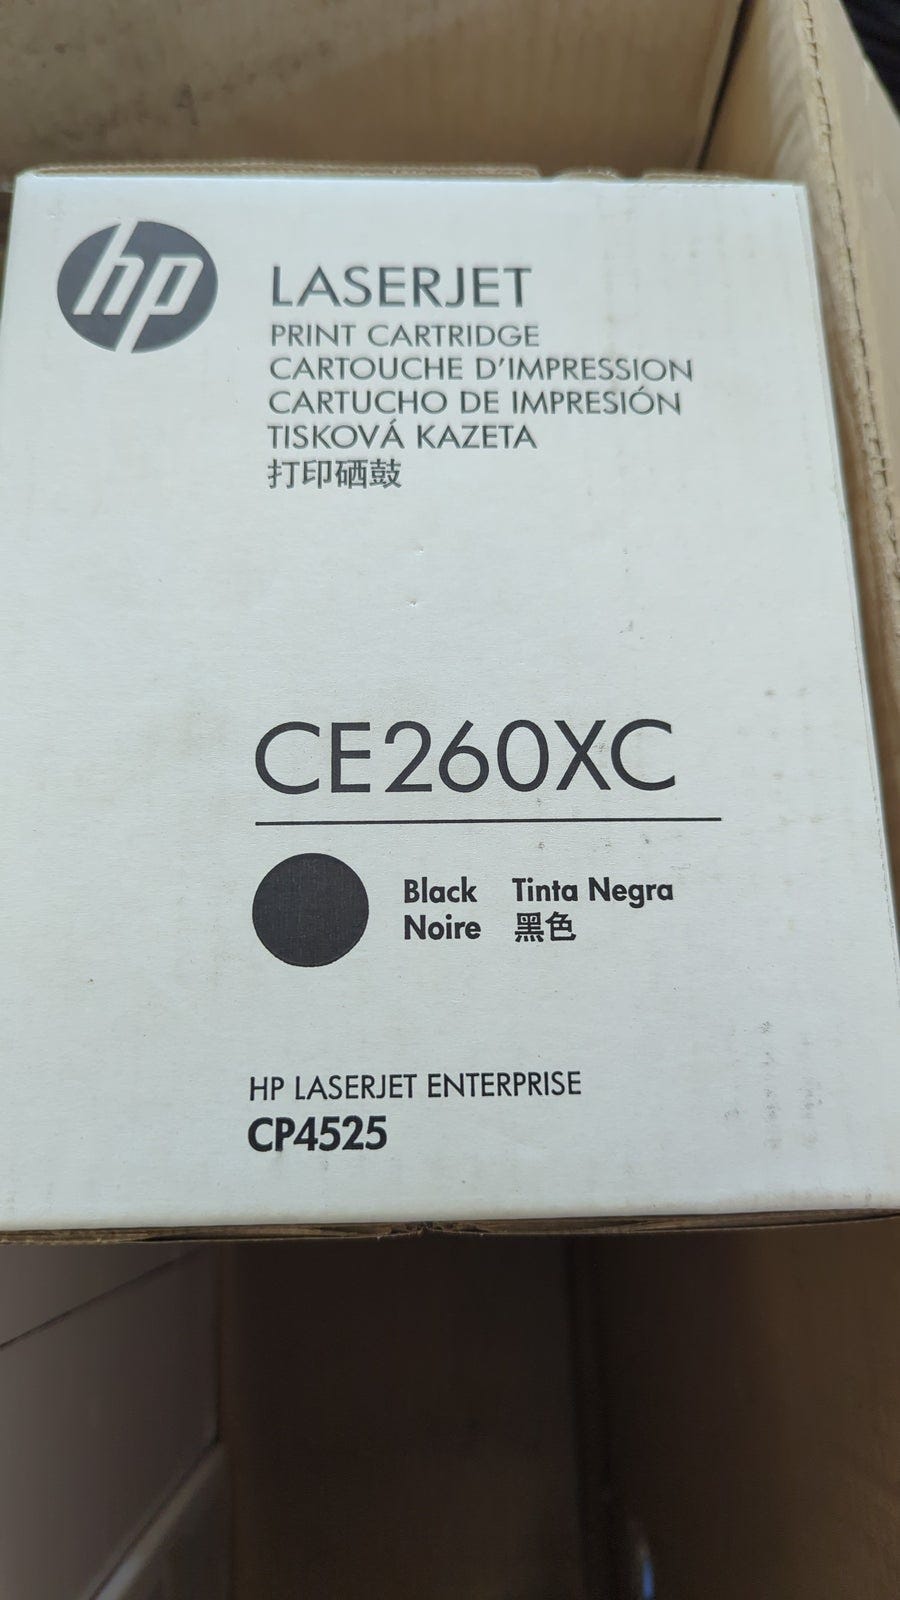 hp
LASERJET
PRINT CARTRIDGE
CARTOUCHE D'IMPRESSION
CARTUCHO DE IMPRESIÓN
TISKOVÁ KAZETA
打印硒鼓
CE260XC
Black Tinta Negra
Noire 黑色
HP LASERJET ENTERPRISE
CP4525